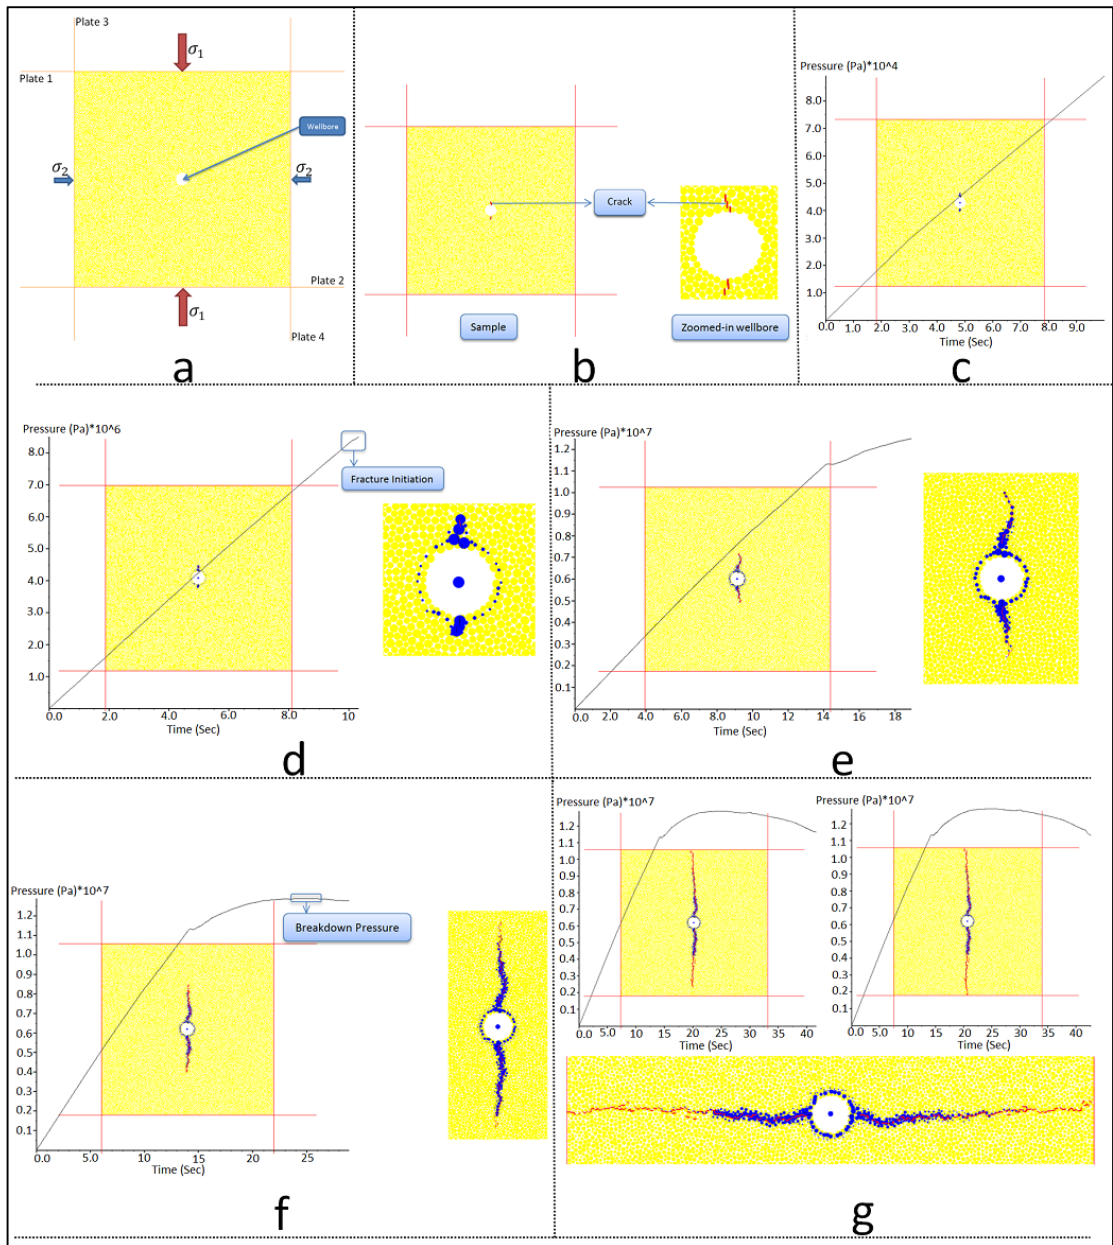 Plate 3
σ1
Plate 1
Wellbore
σ2
σ2
Plate 2
σ1
Plate 4
a
Crack
Sample
Zoomed-in wellbore
b
Pressure (Pa)*10^4
8.0
7.0
6.0
5.0
4.0
3.0
2.0
1.0
0.0 1.0 2.0 3.0 4.0 5.0 6.0 7.0 8.0 9.0
Time (Sec)
c
Pressure (Pa)*10^6
8.0
Fracture Initiation
7.0
6.0
5.0
4.0
3.0
2.0
1.0
0.0 2.0 4.0 6.0 8.0 10
Time (Sec)
d
Pressure (Pa)*10^7
1.2
1.1
1.0
0.9
0.8
0.7
0.6
0.5
0.4
0.3
0.2
0.1
0.0 2.0 4.0 6.0 8.0 10 12 14 16 18
Time (Sec)
e
Pressure (Pa)*10^7
1.2
1.1
Breakdown Pressure
1.0
0.9
0.8
0.7
0.6
0.5
0.4
0.3
0.2
0.1
0.0 5.0 10 15 20 25
Time (Sec)
f
Pressure (Pa)*10^7
1.2
1.1
1.0
0.9
0.8
0.7
0.6
0.5
0.4
0.3
0.2
0.1
0.0 5.0 10 15 20 25 30 35 40
Time (Sec)
Pressure (Pa)*10^7
1.2
1.1
1.0
0.9
0.8
0.7
0.6
0.5
0.4
0.3
0.2
0.1
0.0 5.0 10 15 20 25 30 35 40
Time (Sec)
g